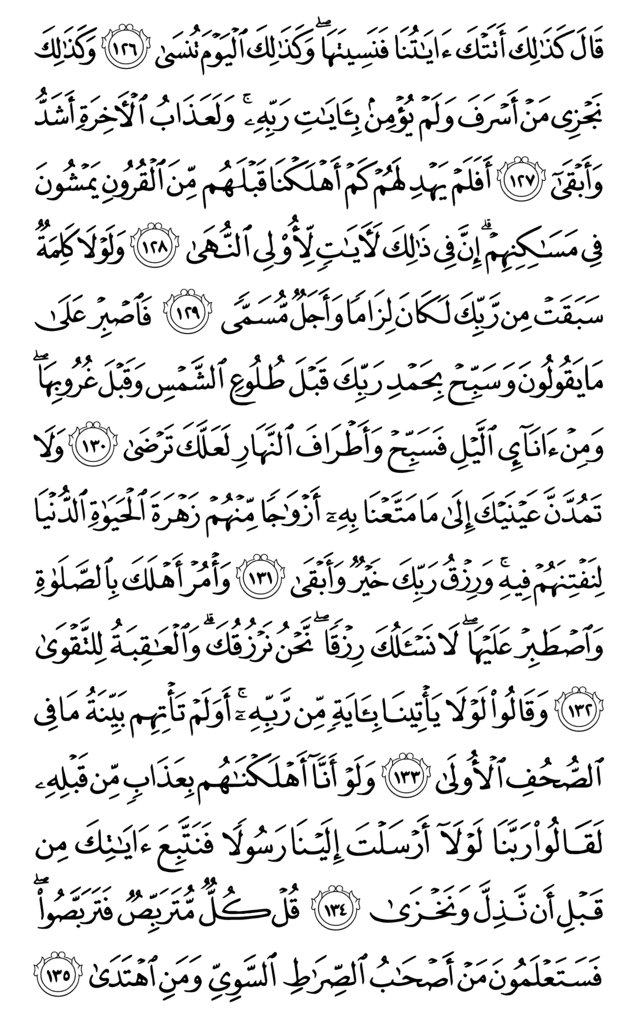 قَالَ كَذَٰلِكَ أَتَتۡكَ ءَايَٰتُنَا فَنَسِيتَهَاۖ وَكَذَٰلِكَ ٱلۡيَوۡمَ تُنسَىٰ ١٢٦ وَكَذَٰلِكَ
نَجۡزِي مَنۡ أَسۡرَفَ وَلَمۡ يُؤۡمِنۢ بِـَٔايَٰتِ رَبِّهِۦۚ وَلَعَذَابُ ٱلۡأٓخِرَةِ أَشَدُّ
وَأَبۡقَىٰٓ ١٢٧ أَفَلَمۡ يَهۡدِ لَهُمۡ كَمۡ أَهۡلَكۡنَا قَبۡلَهُم مِّنَ ٱلۡقُرُونِ يَمۡشُونَ
فِي مَسَٰكِنِهِمۡۚ إِنَّ فِي ذَٰلِكَ لَأٓيَٰتٖ لِّأُوْلِي ٱلنُّهَىٰ ١٢٨ وَلَوۡلَا كَلِمَةٞ
سَبَقَتۡ مِن رَّبِّكَ لَكَانَ لِزَامٗا وَأَجَلٞ مُّسَمّٗى ١٢٩ فَٱصۡبِرۡ عَلَىٰ
مَا يَقُولُونَ وَسَبِّحۡ بِحَمۡدِ رَبِّكَ قَبۡلَ طُلُوعِ ٱلشَّمۡسِ وَقَبۡلَ غُرُوبِهَاۖ
وَمِنۡ ءَانَآيِٕ ٱلَّيۡلِ فَسَبِّحۡ وَأَطۡرَافَ ٱلنَّهَارِ لَعَلَّكَ تَرۡضَىٰ ١٣٠ وَلَا
تَمُدَّنَّ عَيۡنَيۡكَ إِلَىٰ مَا مَتَّعۡنَا بِهِۦٓ أَزۡوَٰجٗا مِّنۡهُمۡ زَهۡرَةَ ٱلۡحَيَوٰةِ ٱلدُّنۡيَا
لِنَفۡتِنَهُمۡ فِيهِۚ وَرِزۡقُ رَبِّكَ خَيۡرٞ وَأَبۡقَىٰ ١٣١ وَأۡمُرۡ أَهۡلَكَ بِٱلصَّلَوٰةِ
وَٱصۡطَبِرۡ عَلَيۡهَاۖ لَا نَسۡـَٔلُكَ رِزۡقٗاۖ نَّحۡنُ نَرۡزُقُكَۗ وَٱلۡعَٰقِبَةُ لِلتَّقۡوَىٰ
١٣٢ وَقَالُواْ لَوۡلَا يَأۡتِينَا بِـَٔايَةٖ مِّن رَّبِّهِۦٓۚ أَوَلَمۡ تَأۡتِهِم بَيِّنَةُ مَا فِي
ٱلصُّحُفِ ٱلۡأُولَىٰ ١٣٣ وَلَوۡ أَنَّآ أَهۡلَكۡنَٰهُم بِعَذَابٖ مِّن قَبۡلِهِۦ
لَقَالُواْ رَبَّنَا لَوۡلَآ أَرۡسَلۡتَ إِلَيۡنَا رَسُولٗا فَنَتَّبِعَ ءَايَٰتِكَ مِن
قَبۡلِ أَن نَّذِلَّ وَنَخۡزَىٰ ١٣٤ قُلۡ كُلّٞ مُّتَرَبِّصٞ فَتَرَبَّصُواْۖ
فَسَتَعۡلَمُونَ مَنۡ أَصۡحَٰبُ ٱلصِّرَٰطِ ٱلسَّوِيِّ وَمَنِ ٱهۡتَدَىٰ ١٣٥